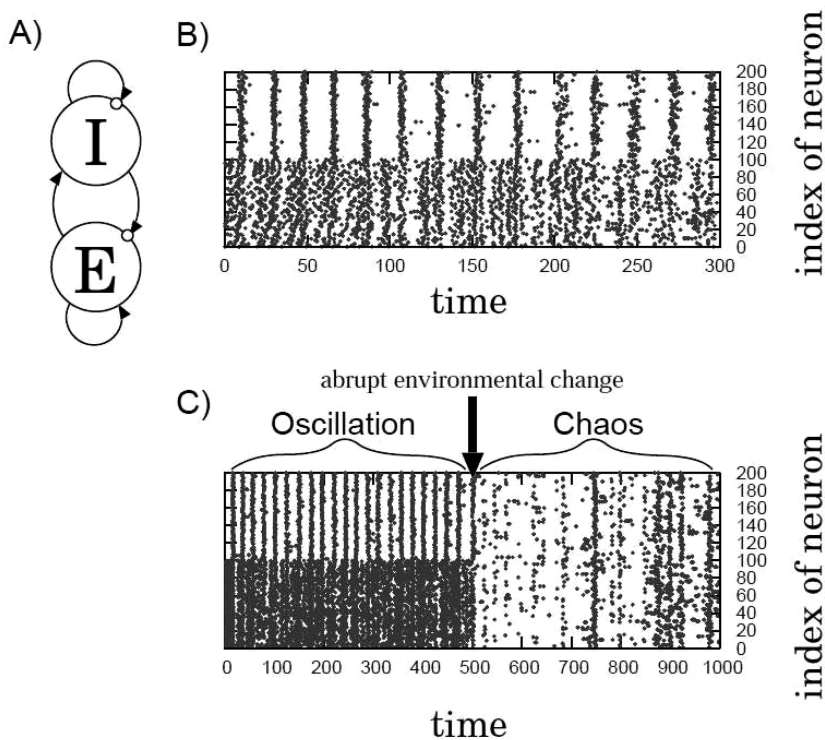 A)
I
E
B)
200
180
160
140
120
100
80
60
40
20
0
0 50 100 150 200 250 300
time
index of neuron
abrupt environmental change
C)
Oscillation Chaos
200
180
160
140
120
100
80
60
40
20
0
0 100 200 300 400 500 600 700 800 900 1000
time
index of neuron